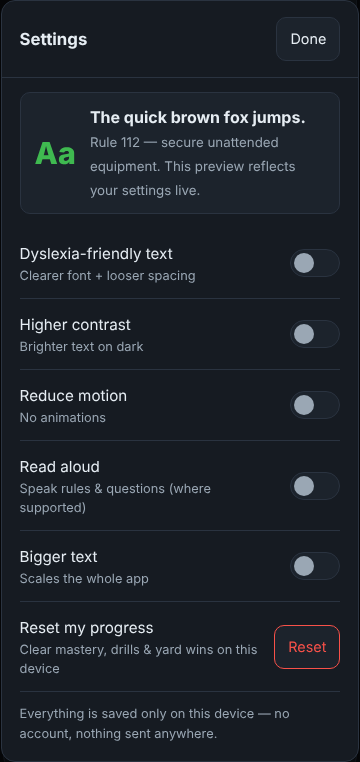 Settings
Done
Aa
The quick brown fox jumps.
Rule 112 — secure unattended
equipment. This preview reflects
your settings live.
Dyslexia-friendly text
Clearer font + looser spacing
Higher contrast
Brighter text on dark
Reduce motion
No animations
Read aloud
Speak rules & questions (where
supported)
Bigger text
Scales the whole app
Reset my progress
Clear mastery, drills & yard wins on this
device
Reset
Everything is saved only on this device — no
account, nothing sent anywhere.